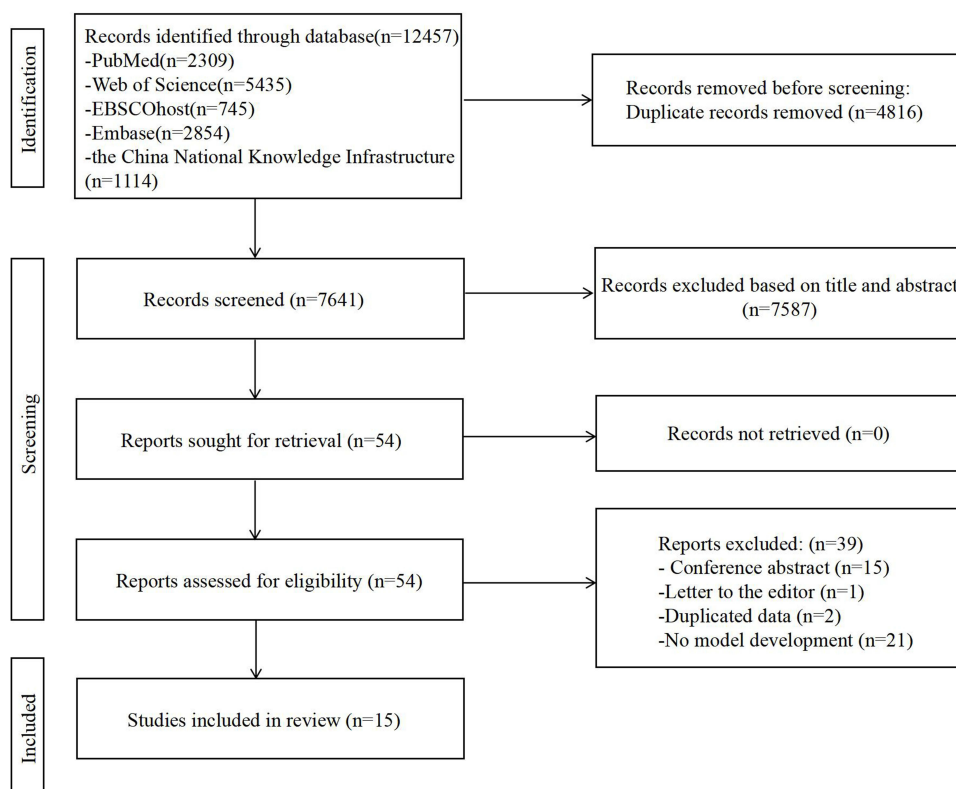 Identification
Records identified through database(n=12457)
-PubMed(n=2309)
-Web of Science(n=5435)
-EBSCOhost(n=745)
-Embase(n=2854)
-the China National Knowledge Infrastructure
(n=1114)
Records removed before screening:
Duplicate records removed (n=4816)
Screening
Records screened (n=7641)
Records excluded based on title and abstract
(n=7587)
Reports sought for retrieval (n=54)
Records not retrieved (n=0)
Reports assessed for eligibility (n=54)
Reports excluded: (n=39)
- Conference abstract (n=15)
-Letter to the editor (n=1)
-Duplicated data (n=2)
-No model development (n=21)
Included
Studies included in review (n=15)